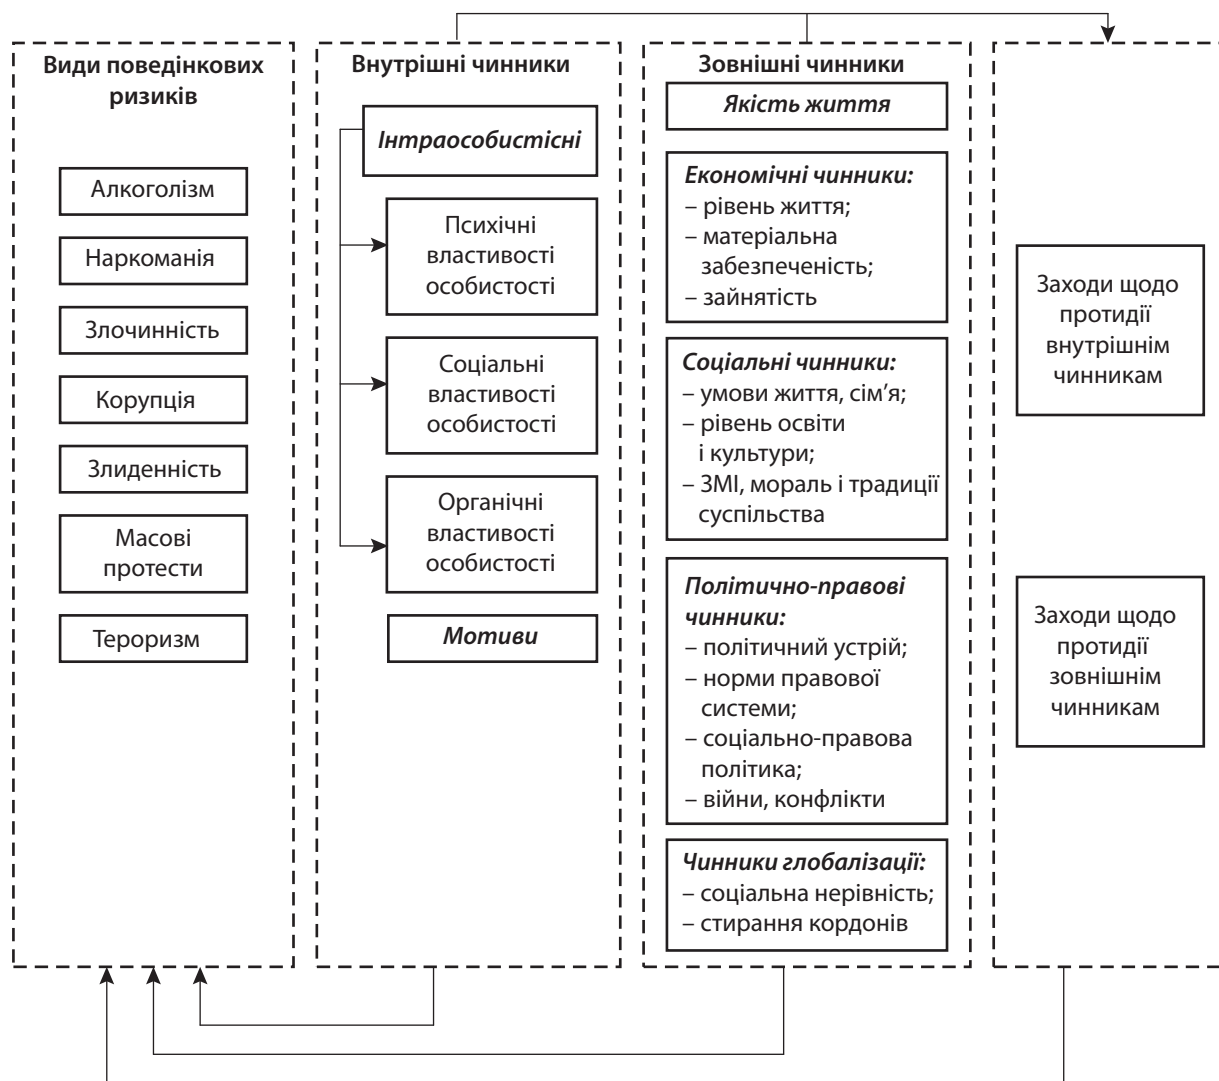 Види поведінкових
ризиків
Алкоголізм
Наркоманія
Злочинність
Корупція
Злиденність
Масові
протести
Тероризм
Внутрішні чинники
Інтраособистісні
Психічні
властивості
особистості
Соціальні
властивості
особистості
Органічні
властивості
особистості
Мотиви
Зовнішні чинники
Якість життя
Економічні чинники:
– рівень життя;
– матеріальна
забезпеченість;
– зайнятість
Соціальні чинники:
– умови життя, сім’я;
– рівень освіти
і культури;
– ЗМІ, мораль і традиції
суспільства
Політично-правові
чинники:
– політичний устрій;
– норми правової
системи;
– соціально-правова
політика;
– війни, конфлікти
Чинники глобалізації:
– соціальна нерівність;
– стирання кордонів
Заходи щодо
протидії
внутрішнім
чинникам
Заходи щодо
протидії
зовнішнім
чинникам